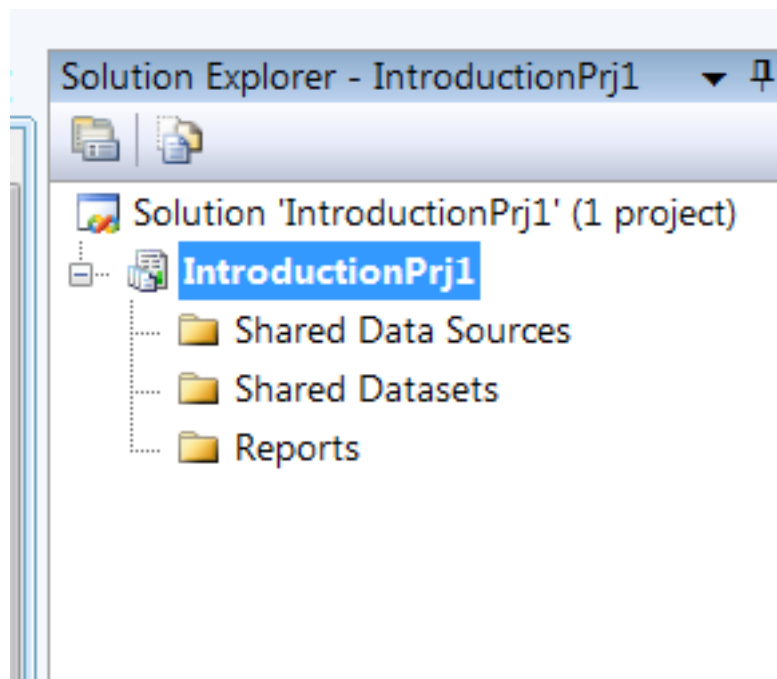 Solution Explorer - IntroductionPrj1
Solution 'IntroductionPrj1' (1 project)
IntroductionPrj1
Shared Data Sources
Shared Datasets
Reports